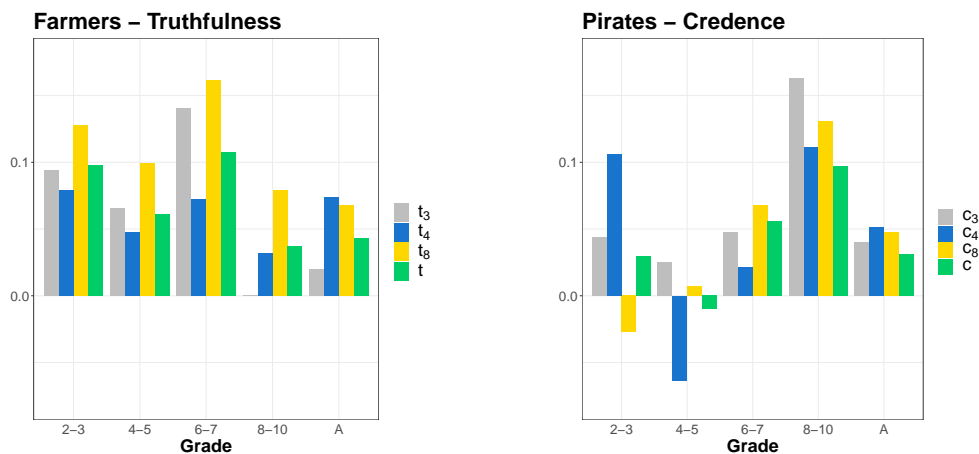 Farmers – Truthfulness
0.1
0.0
2–3 4–5 6–7 8–10 A
Grade
t3
t4
t8
t
Pirates – Credence
0.1
0.0
2–3 4–5 6–7 8–10 A
Grade
c3
c4
c8
c